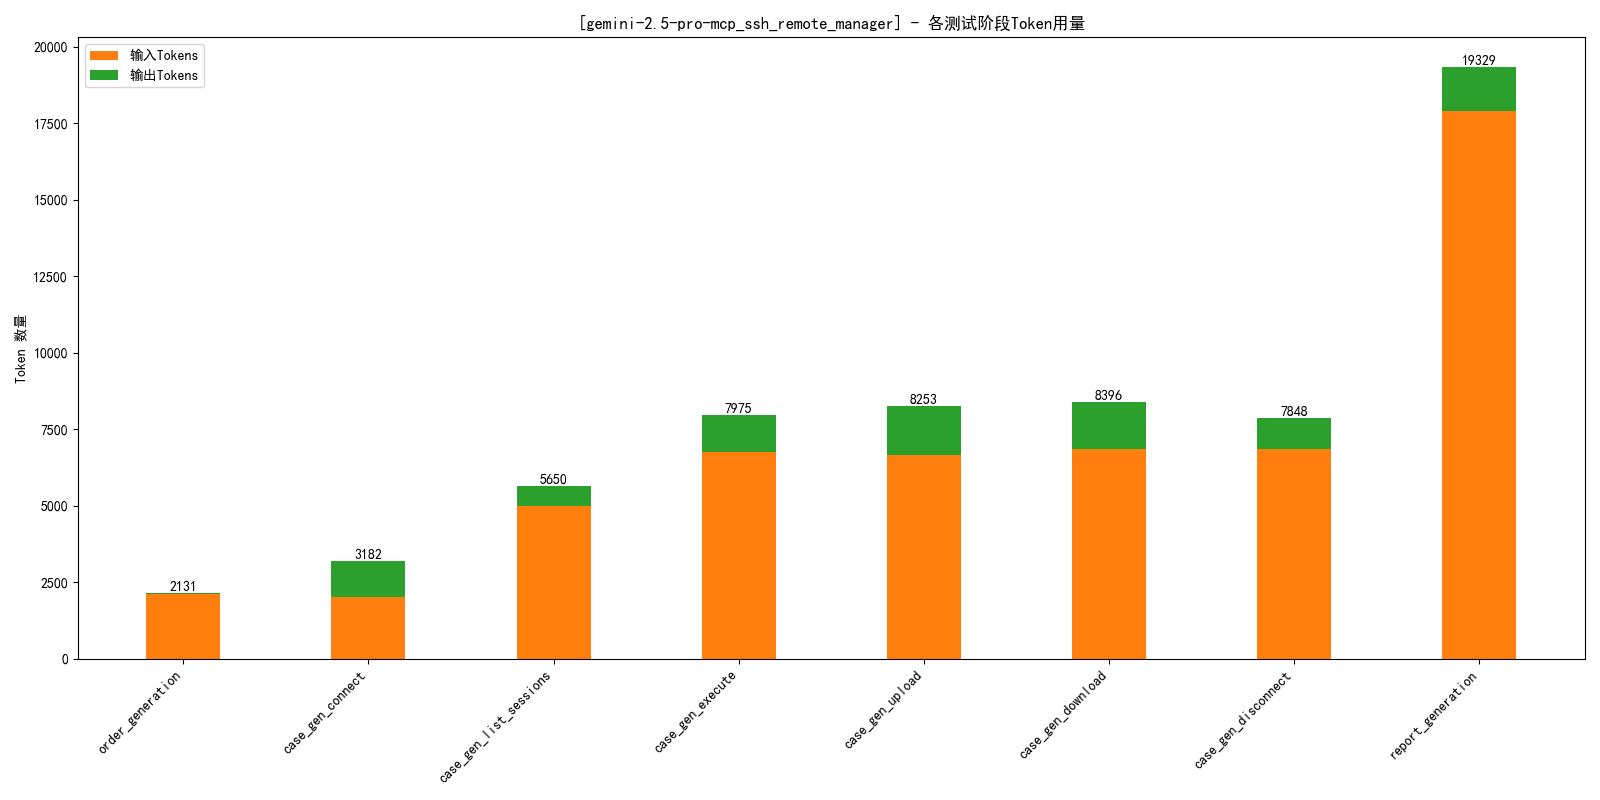 [gemini-2.5-pro-mcp_ssh_remote_manager] - 各测试阶段Token用量
输入Tokens
输出Tokens
Token 数量
20000
17500
15000
12500
10000
7500
5000
2500
0
2131
3182
5650
7975
8253
8396
7848
19329
order_generation
case_gen_connect
case_gen_list_sessions
case_gen_execute
case_gen_upload
case_gen_download
case_gen_disconnect
report_generation